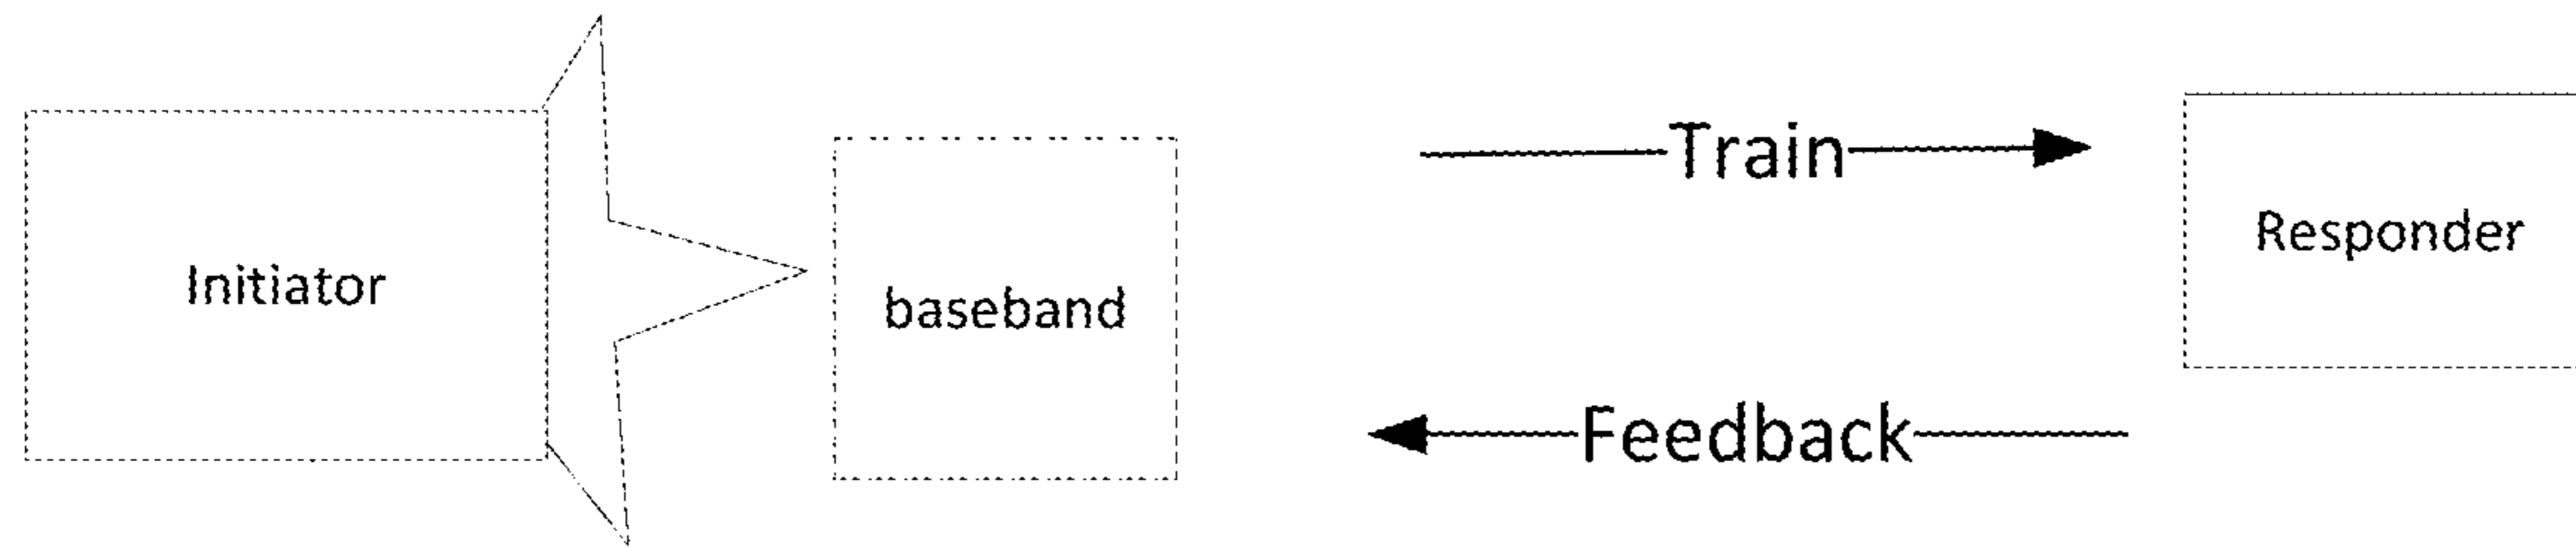 Initiator
baseband
Train
Feedback
Responder